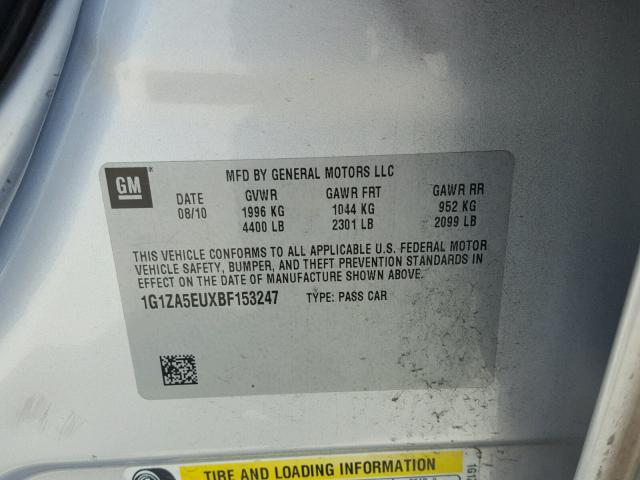 GM
MFD BY GENERAL MOTORS LLC
DATE GVWR GAWR FRT GAWR RR
08/10 1996 KG 1044 KG 952 KG
4400 LB 2301 LB 2099 LB
THIS VEHICLE CONFORMS TO ALL APPLICABLE U.S. FEDERAL MOTOR
VEHICLE SAFETY, BUMPER, AND THEFT PREVENTION STANDARDS IN
EFFECT ON THE DATE OF MANUFACTURE SHOWN ABOVE.
1G1ZA5EUXBF153247 TYPE: PASS CAR
TIRE AND LOADING INFORMATION